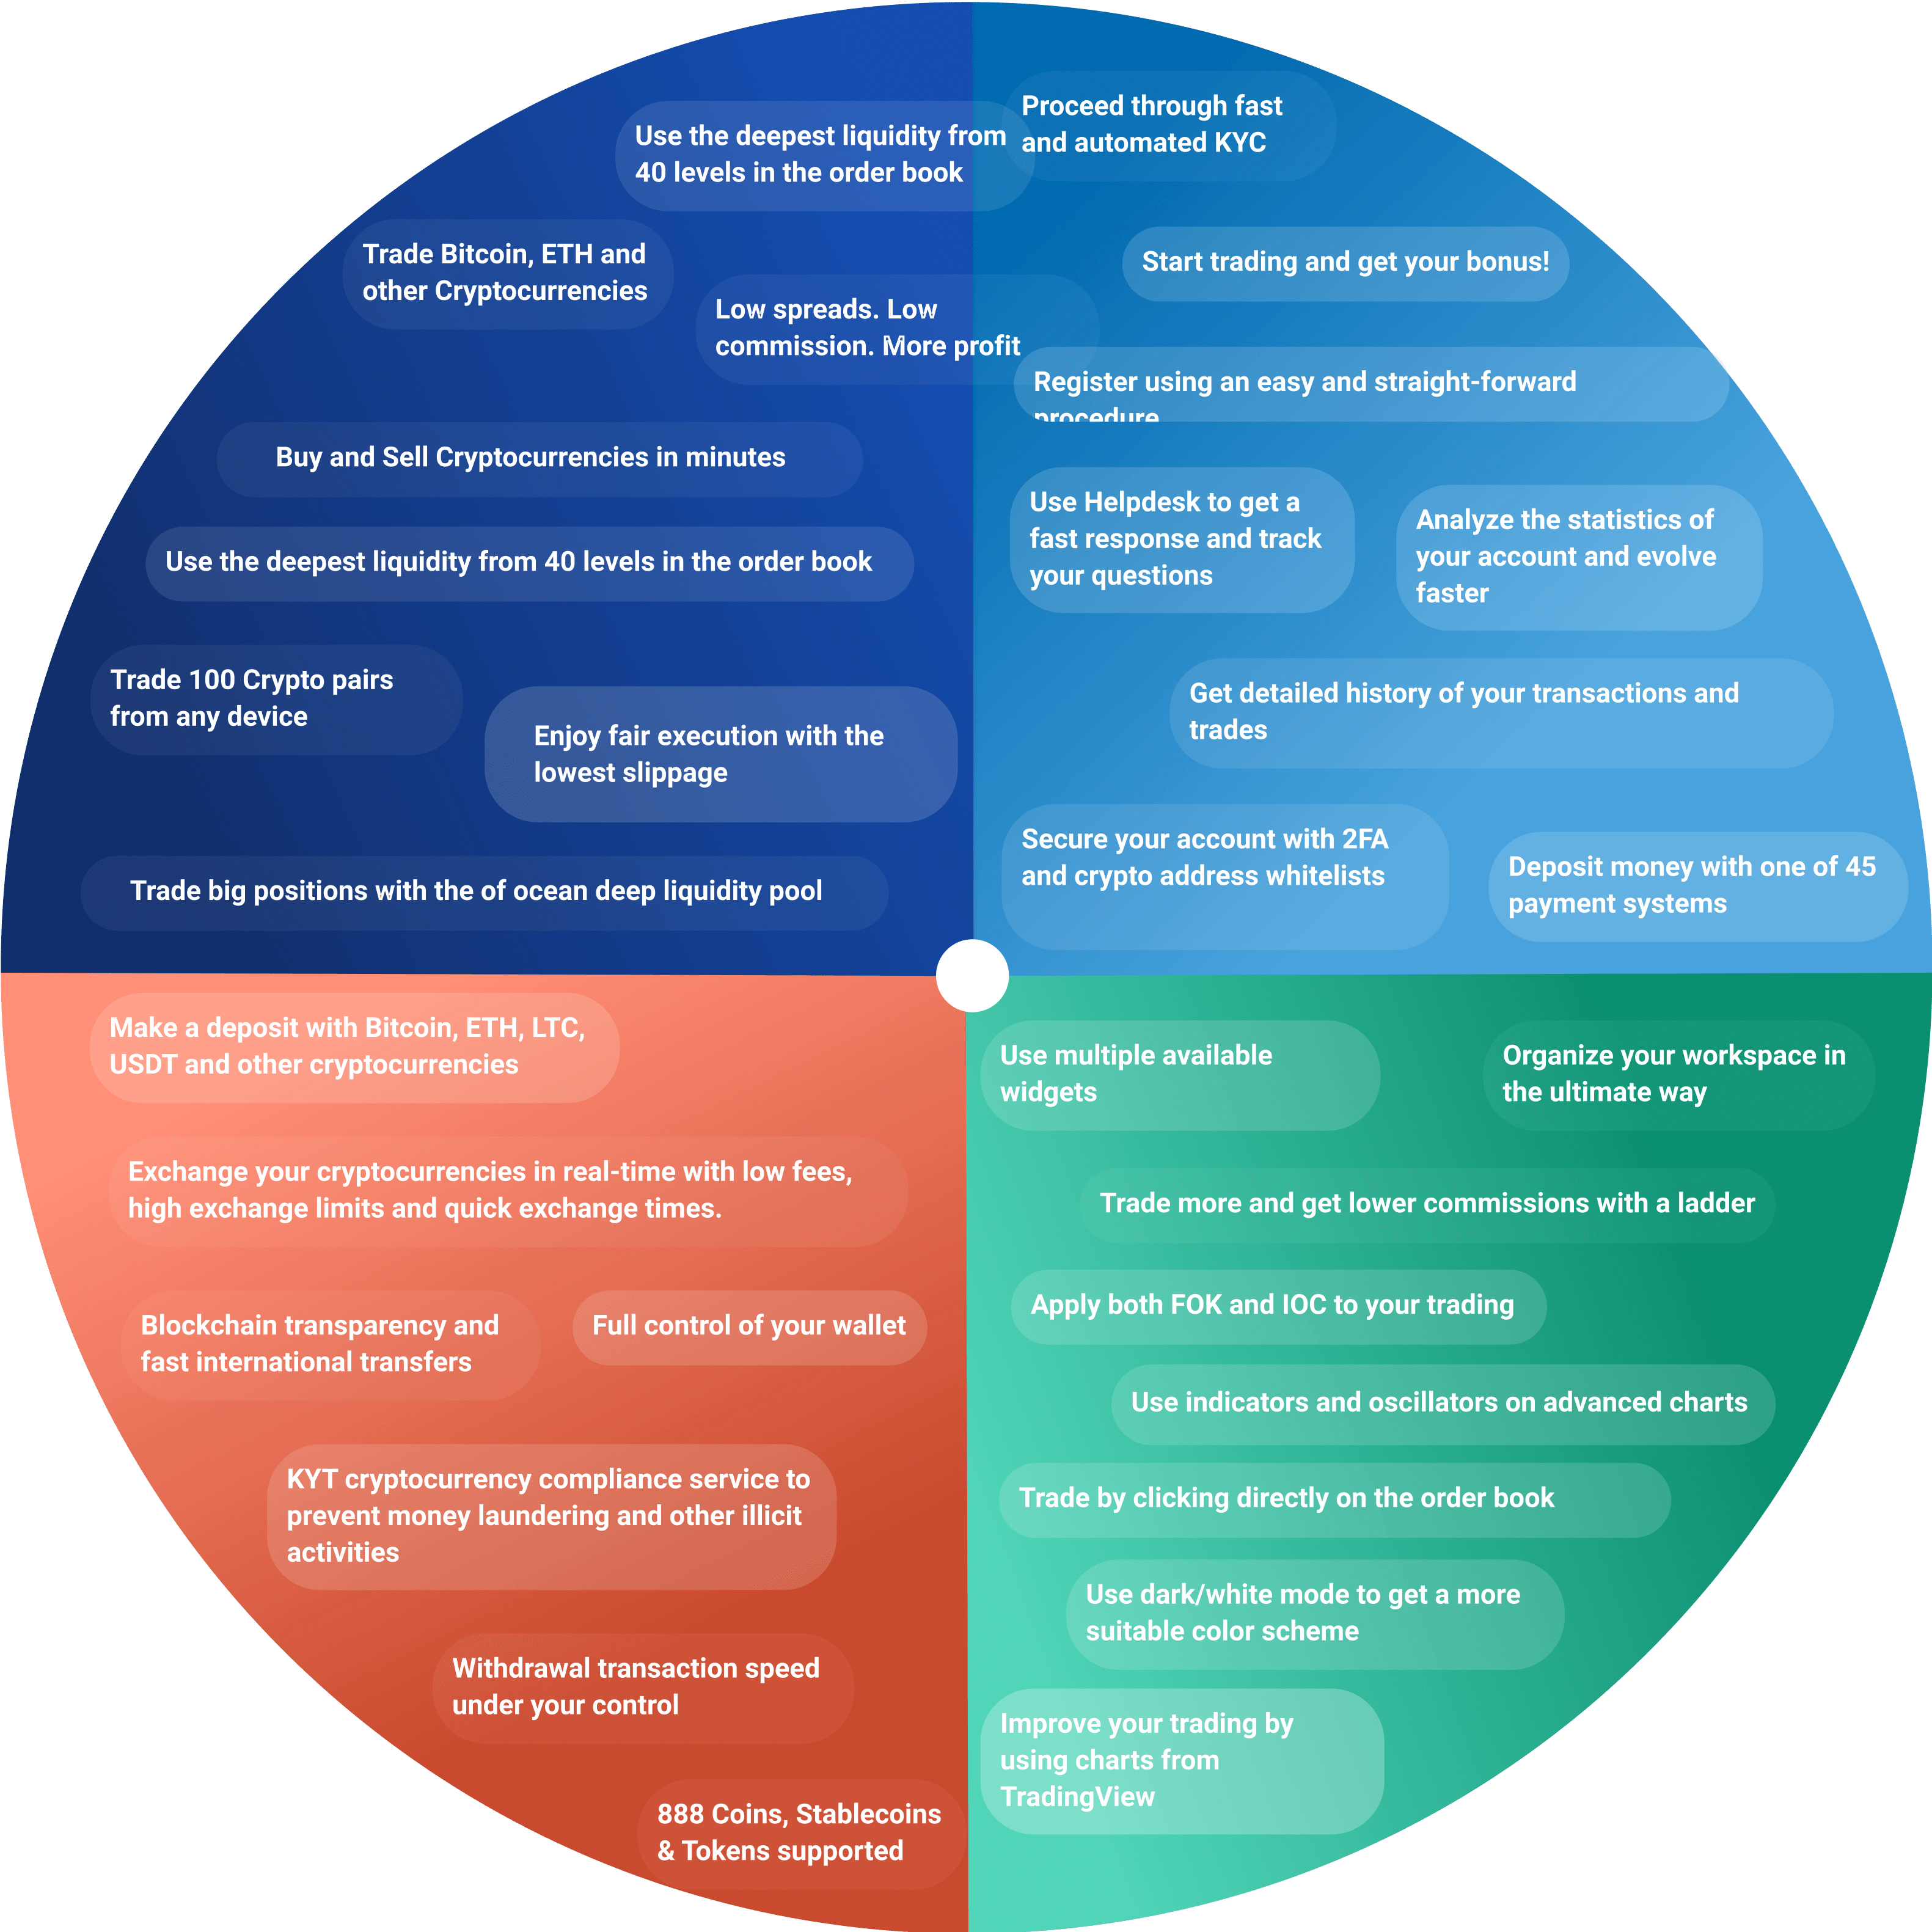 Use the deepest liquidity from
40 levels in the order book
Trade Bitcoin, ETH and
other Cryptocurrencies
Low spreads. Low
commission. More profit
Buy and Sell Cryptocurrencies in minutes
Use the deepest liquidity from 40 levels in the order book
Trade 100 Crypto pairs
from any device
Enjoy fair execution with the
lowest slippage
Trade big positions with the of ocean deep liquidity pool
Proceed through fast
and automated KYC
Start trading and get your bonus!
Register using an easy and straight-forward
procedure
Use Helpdesk to get a
fast response and track
your questions
Analyze the statistics of
your account and evolve
faster
Get detailed history of your transactions and
trades
Secure your account with 2FA
and crypto address whitelists
Deposit money with one of 45
payment systems
Make a deposit with Bitcoin, ETH, LTC,
USDT and other cryptocurrencies
Exchange your cryptocurrencies in real-time with low fees,
high exchange limits and quick exchange times.
Blockchain transparency and
fast international transfers
Full control of your wallet
KYT cryptocurrency compliance service to
prevent money laundering and other illicit
activities
Withdrawal transaction speed
under your control
888 Coins, Stablecoins
& Tokens supported
Use multiple available
widgets
Organize your workspace in
the ultimate way
Trade more and get lower commissions with a ladder
Apply both FOK and IOC to your trading
Use indicators and oscillators on advanced charts
Trade by clicking directly on the order book
Use dark/white mode to get a more
suitable color scheme
Improve your trading by
using charts from
TradingView